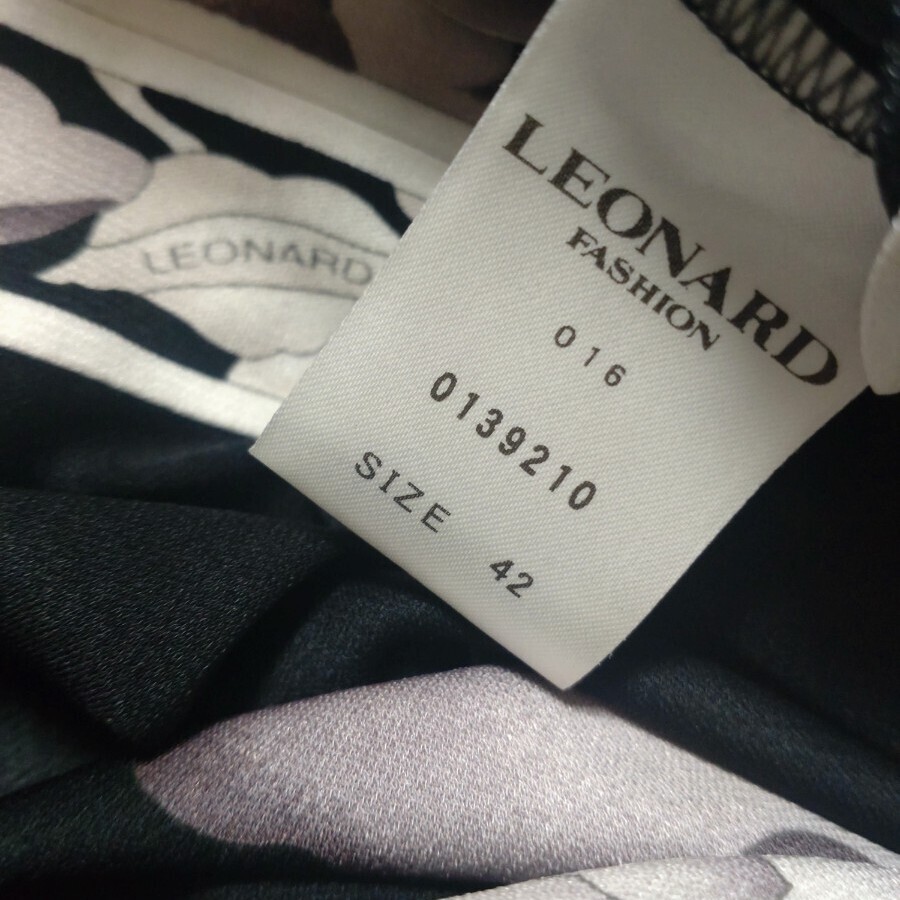 LEONARD
FASHION
016
0139210
SIZE 42
LEONARD